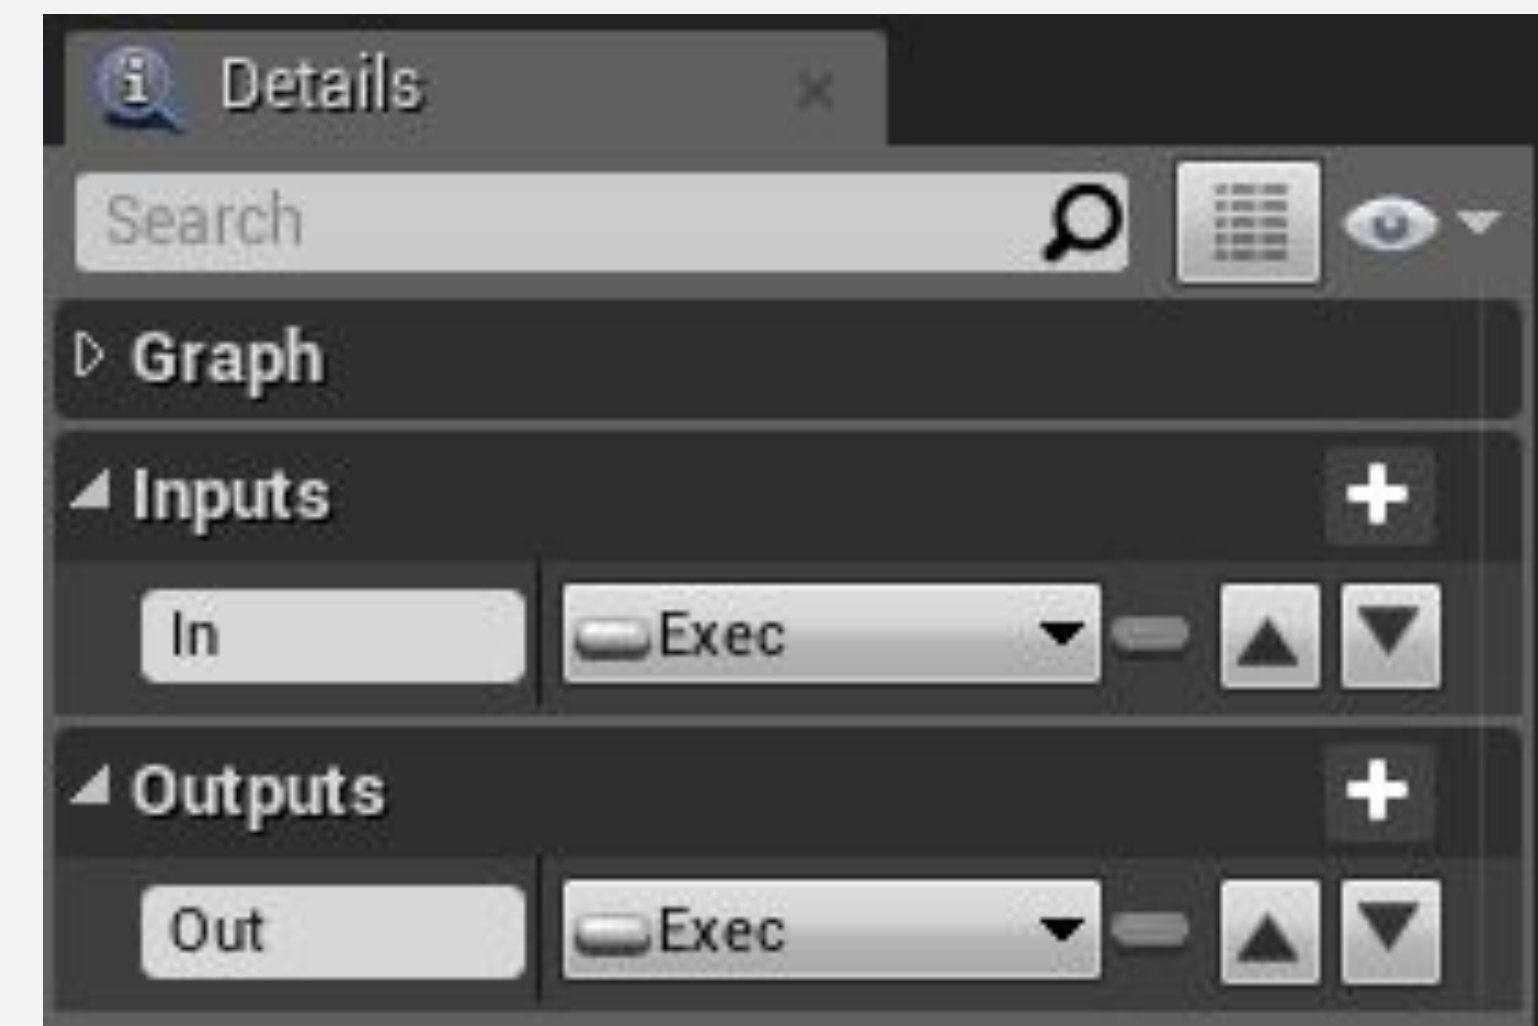 Details
Search
Graph
Inputs
In Exec
Outputs
Out Exec